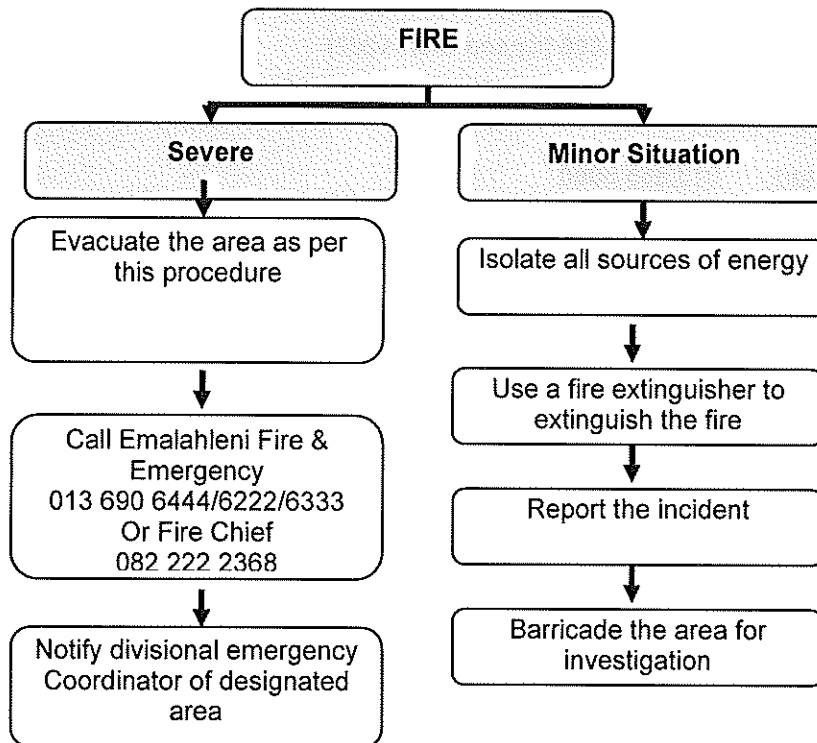 FIRE
Severe
Evacuate the area as per
this procedure
Call Emalahleni Fire &
Emergency
013 690 6444/6222/6333
Or Fire Chief
082 222 2368
Notify divisional emergency
Coordinator of designated
area
Minor Situation
Isolate all sources of energy
Use a fire extinguisher to
extinguish the fire
Report the incident
Barricade the area for
investigation